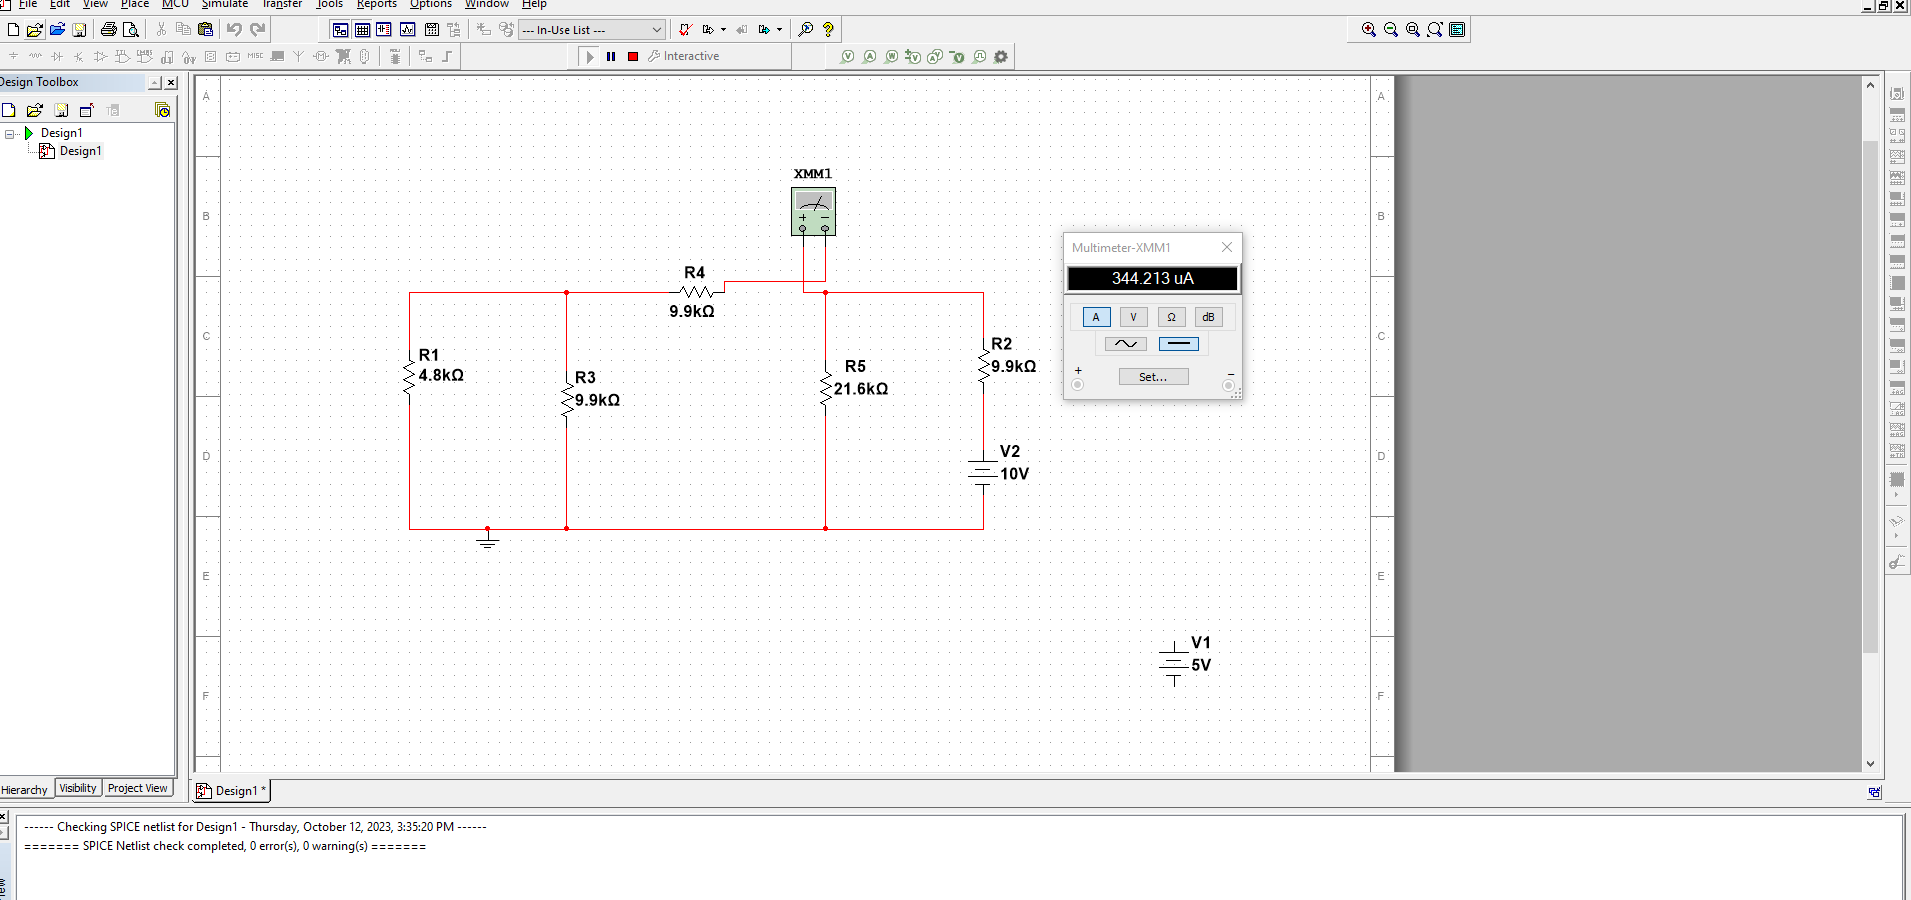 File Edit View Place MCU Simulate Transfer Tools Reports Options Window Help
--- In-Use List ---
MISC
Interactive
Design Toolbox
Design1
Design1
Hierarchy Visibility Project View
A A
B B
C C
D D
E E
F F
XMM1
+ −
R4
9.9kΩ
R1
4.8kΩ
R3
9.9kΩ
R5
21.6kΩ
R2
9.9kΩ
V2
10V
V1
5V
Multimeter-XMM1
344.213 uA
A V Ω dB
+ Set... −
Design1 *
------ Checking SPICE netlist for Design1 - Thursday, October 12, 2023, 3:35:20 PM ------
======= SPICE Netlist check completed, 0 error(s), 0 warning(s) =======